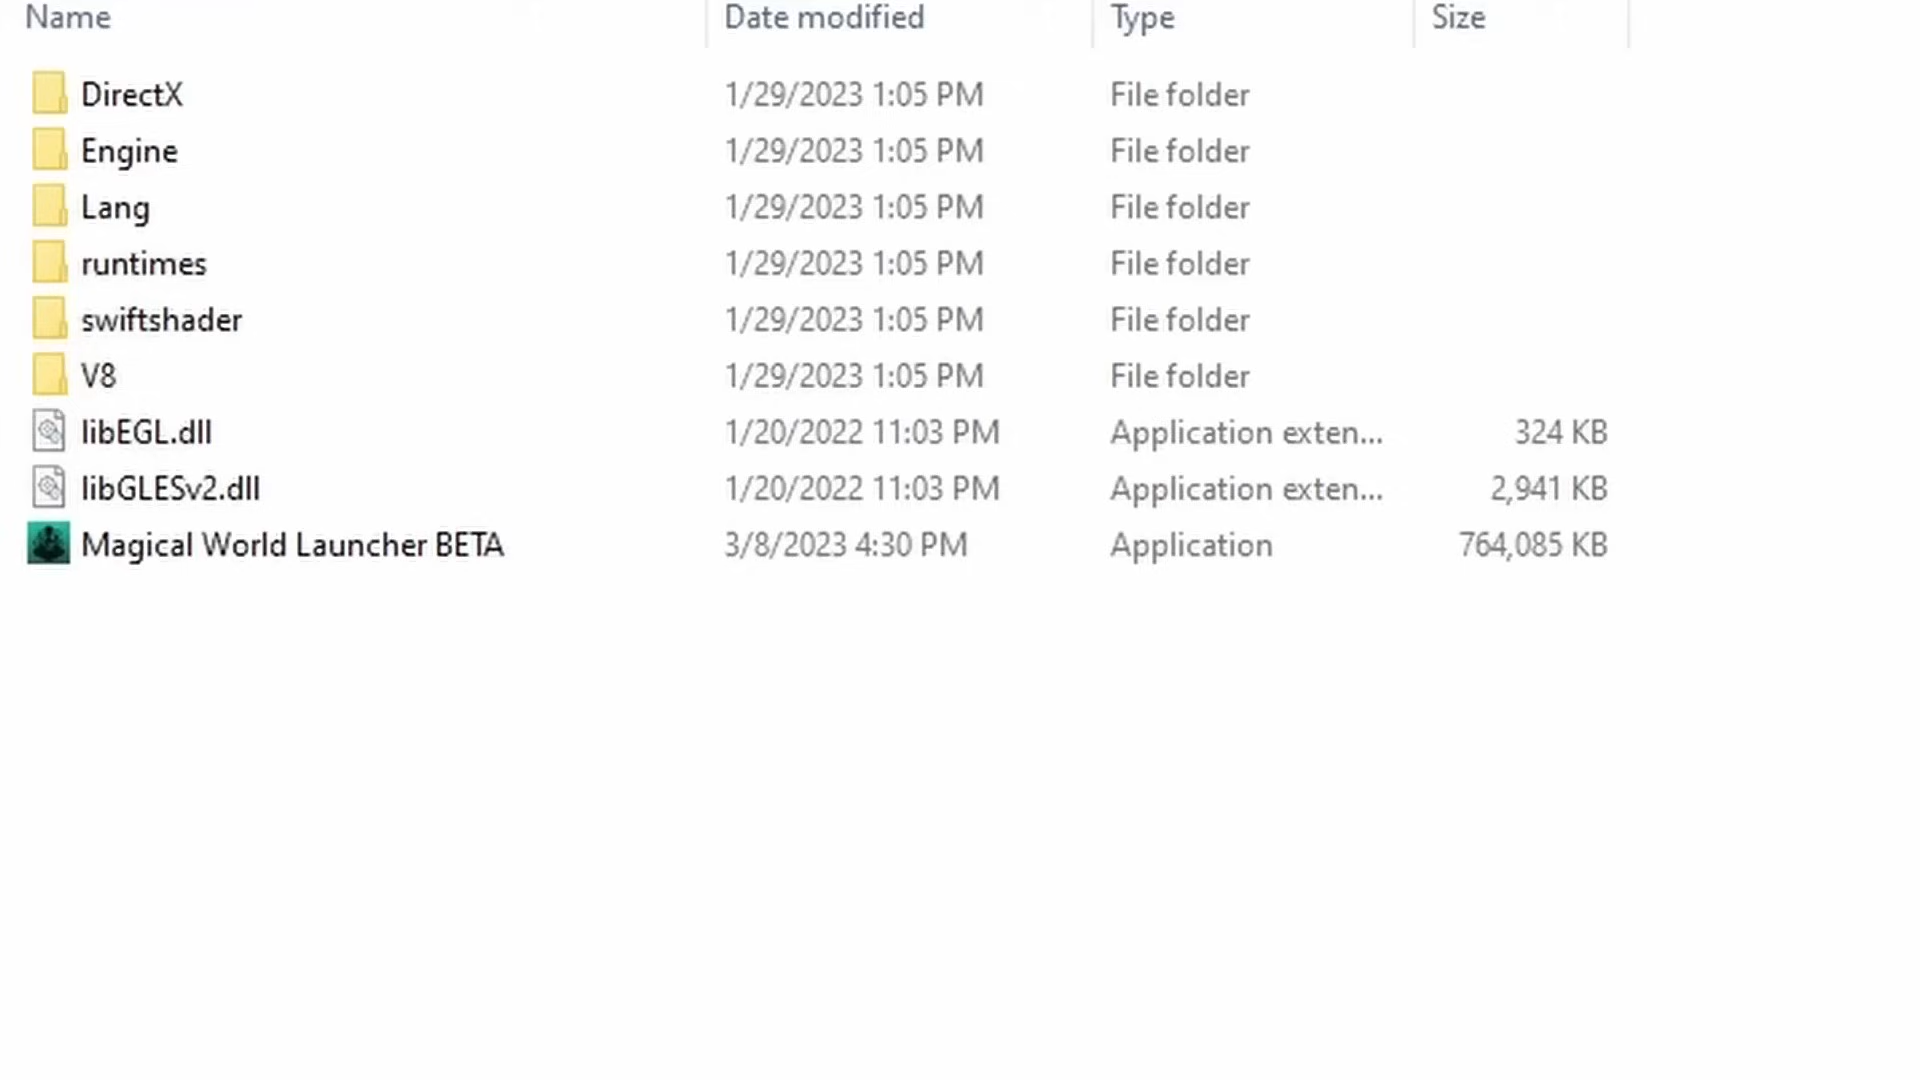 Name Date modified Type Size
DirectX 1/29/2023 1:05 PM File folder
Engine 1/29/2023 1:05 PM File folder
Lang 1/29/2023 1:05 PM File folder
runtimes 1/29/2023 1:05 PM File folder
swiftshader 1/29/2023 1:05 PM File folder
V8 1/29/2023 1:05 PM File folder
libEGL.dll 1/20/2022 11:03 PM Application exten... 324 KB
libGLESv2.dll 1/20/2022 11:03 PM Application exten... 2,941 KB
Magical World Launcher BETA 3/8/2023 4:30 PM Application 764,085 KB